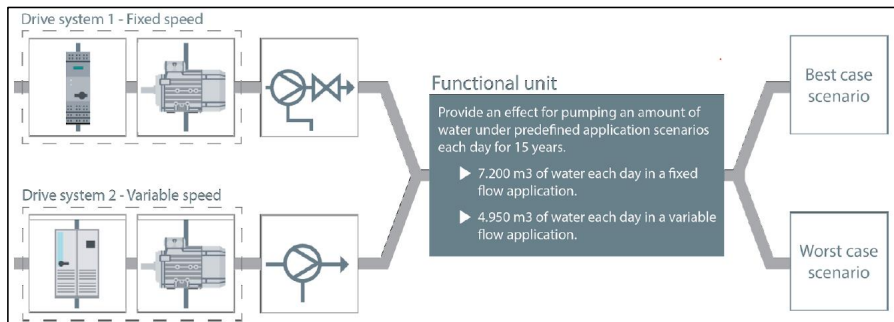 Drive system 1 - Fixed speed
Functional unit
Provide an effect for pumping an amount of
water under predefined application scenarios
each day for 15 years.
7.200 m3 of water each day in a fixed
flow application.
4.950 m3 of water each day in a variable
flow application.
Drive system 2 - Variable speed
Best case
scenario
Worst case
scenario